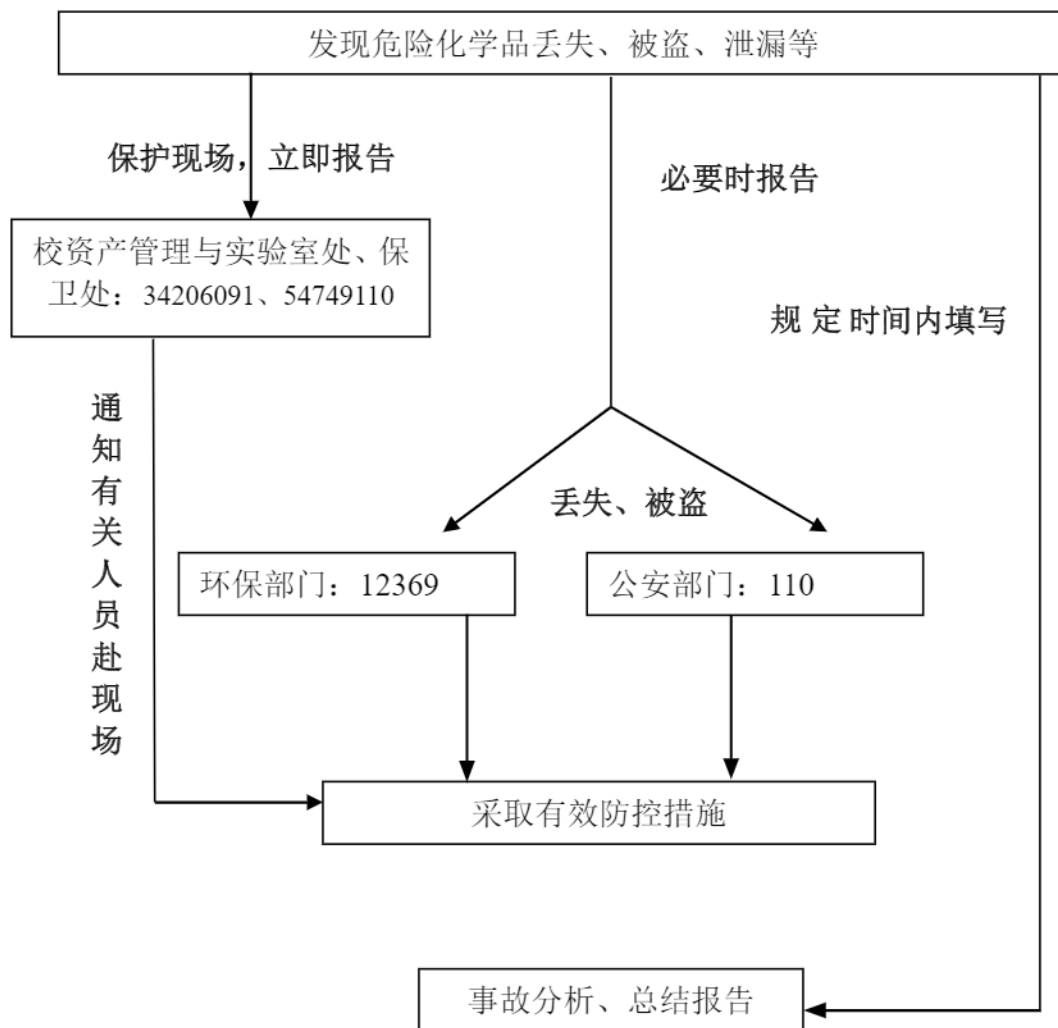 发现危险化学品丢失、被盗、泄漏等
保护现场，立即报告
必要时报告
校资产管理与实验室处、保
卫处：34206091、54749110
规 定 时间内填写
通
知
有
关
人
员
赴
现
场
丢失、被盗
环保部门：12369
公安部门：110
采取有效防控措施
事故分析、总结报告